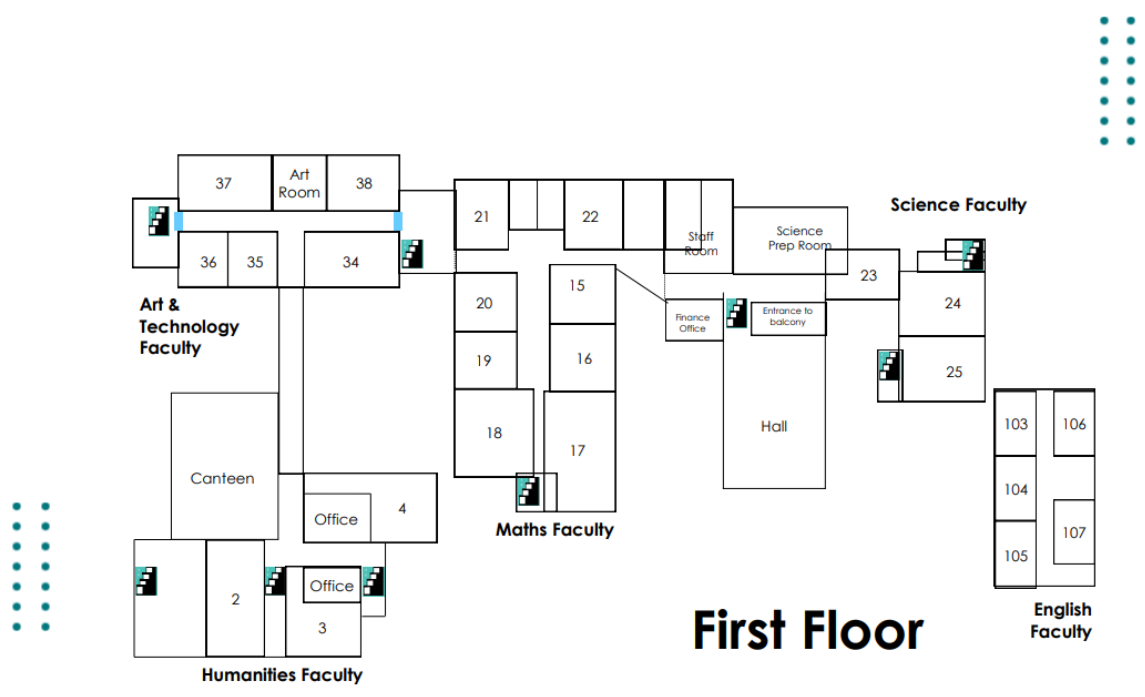 37
Art
Room
38
21
22
Staff
Room
Science
Prep Room
Science Faculty
36
35
34
23
20
15
24
Finance
Office
Entrance to
balcony
Art &
Technology
Faculty
19
16
25
18
17
Hall
103
106
Canteen
104
4
Office
Maths Faculty
107
105
2
Office
3
First Floor
English
Faculty
Humanities Faculty